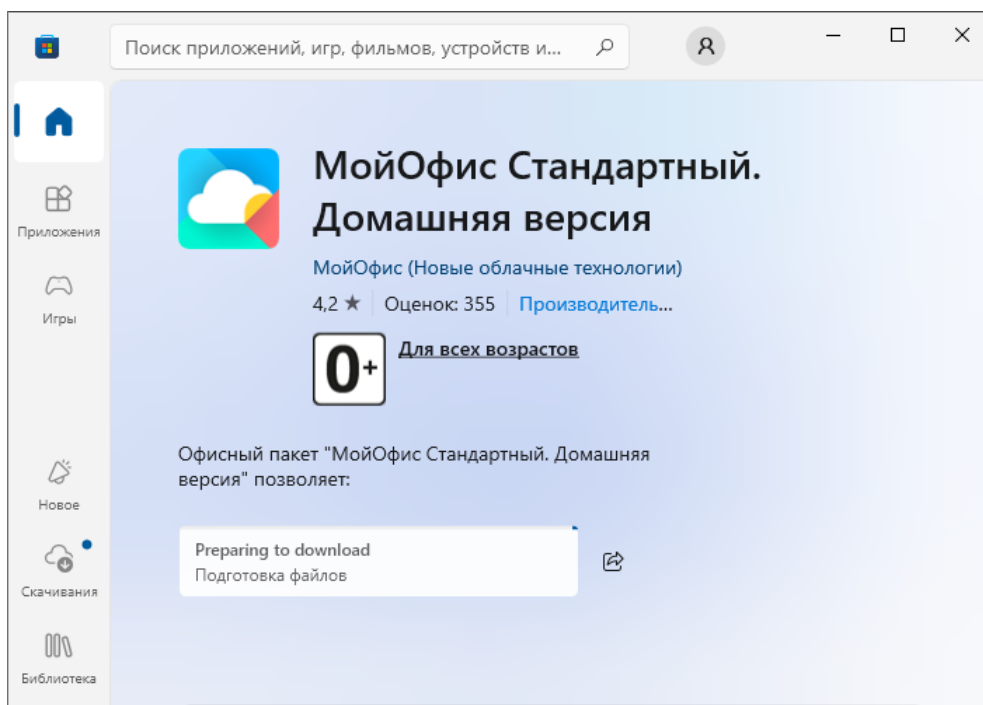 Поиск приложений, игр, фильмов, устройств и...
МойОфис Стандартный.
Домашняя версия
МойОфис (Новые облачные технологии)
4,2 ★ Оценок: 355 Производитель...
0+ Для всех возрастов
Офисный пакет "МойОфис Стандартный. Домашняя
версия" позволяет:
Preparing to download
Подготовка файлов
Приложения
Игры
Новое
Скачивания
Библиотека